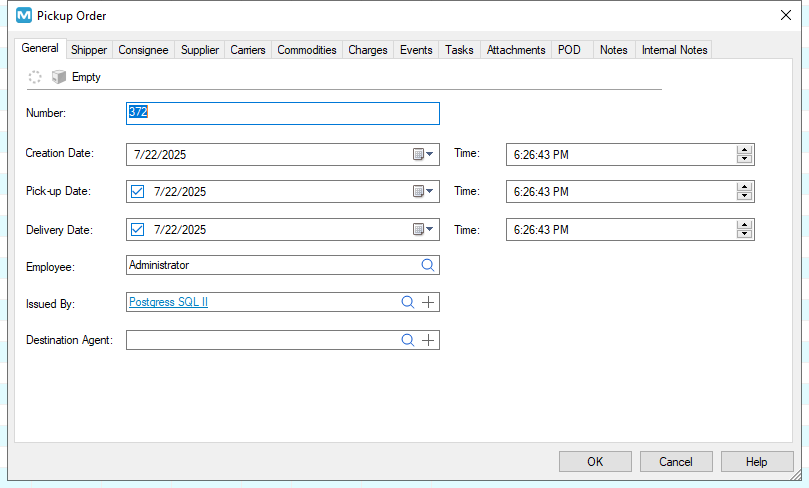 Pickup Order
General Shipper Consignee Supplier Carriers Commodities Charges Events Tasks Attachments POD Notes Internal Notes
Empty
Number: 372
Creation Date: 7/22/2025 Time: 6:26:43 PM
Pick-up Date: 7/22/2025 Time: 6:26:43 PM
Delivery Date: 7/22/2025 Time: 6:26:43 PM
Employee: Administrator
Issued By: Postgress SQL II
Destination Agent:
OK Cancel Help